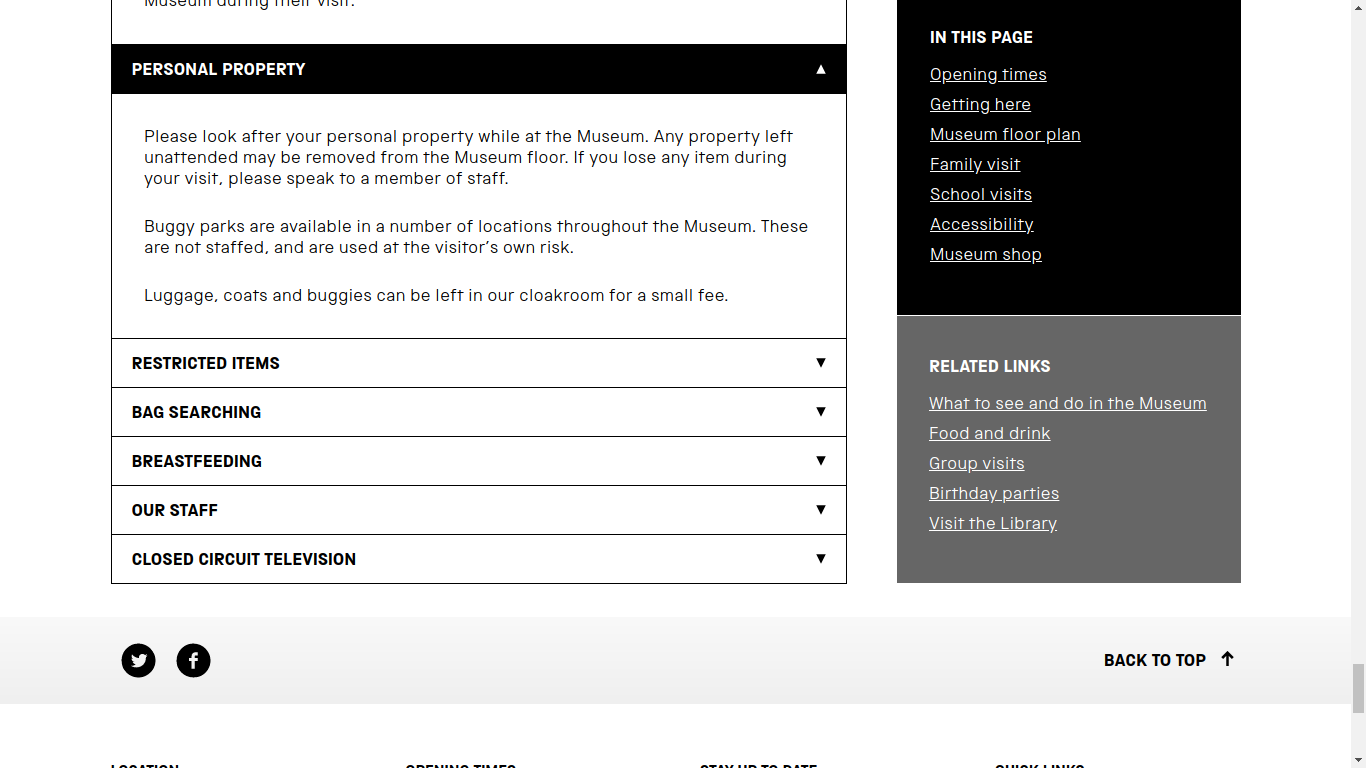 Museum during their visit.
PERSONAL PROPERTY
Please look after your personal property while at the Museum. Any property left
unattended may be removed from the Museum floor. If you lose any item during
your visit, please speak to a member of staff.
Buggy parks are available in a number of locations throughout the Museum. These
are not staffed, and are used at the visitor’s own risk.
Luggage, coats and buggies can be left in our cloakroom for a small fee.
RESTRICTED ITEMS
BAG SEARCHING
BREASTFEEDING
OUR STAFF
CLOSED CIRCUIT TELEVISION
IN THIS PAGE
Opening times
Getting here
Museum floor plan
Family visit
School visits
Accessibility
Museum shop
RELATED LINKS
What to see and do in the Museum
Food and drink
Group visits
Birthday parties
Visit the Library
BACK TO TOP
LOCATION
OPENING TIMES
STAY UP TO DATE
QUICK LINKS